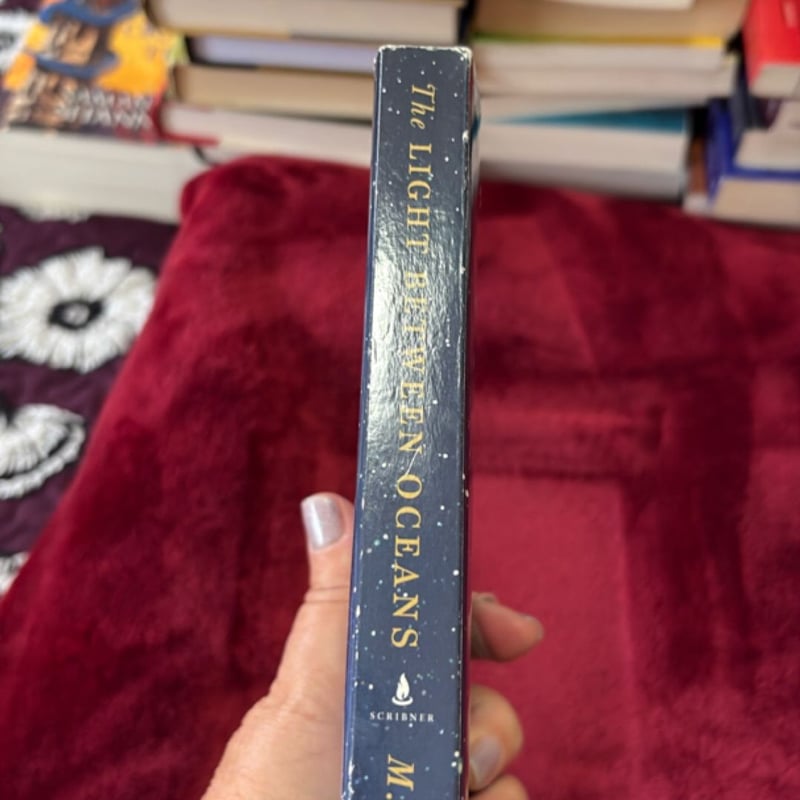 The LIGHT BETWEEN OCEANS
SCRIBNER
M.